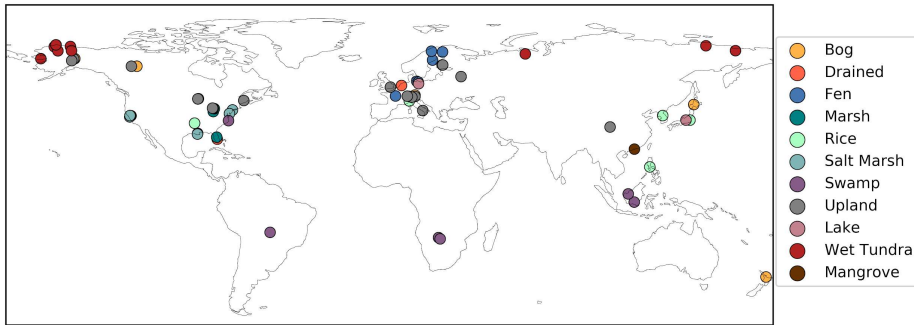 Bog
Drained
Fen
Marsh
Rice
Salt Marsh
Swamp
Upland
Lake
Wet Tundra
Mangrove